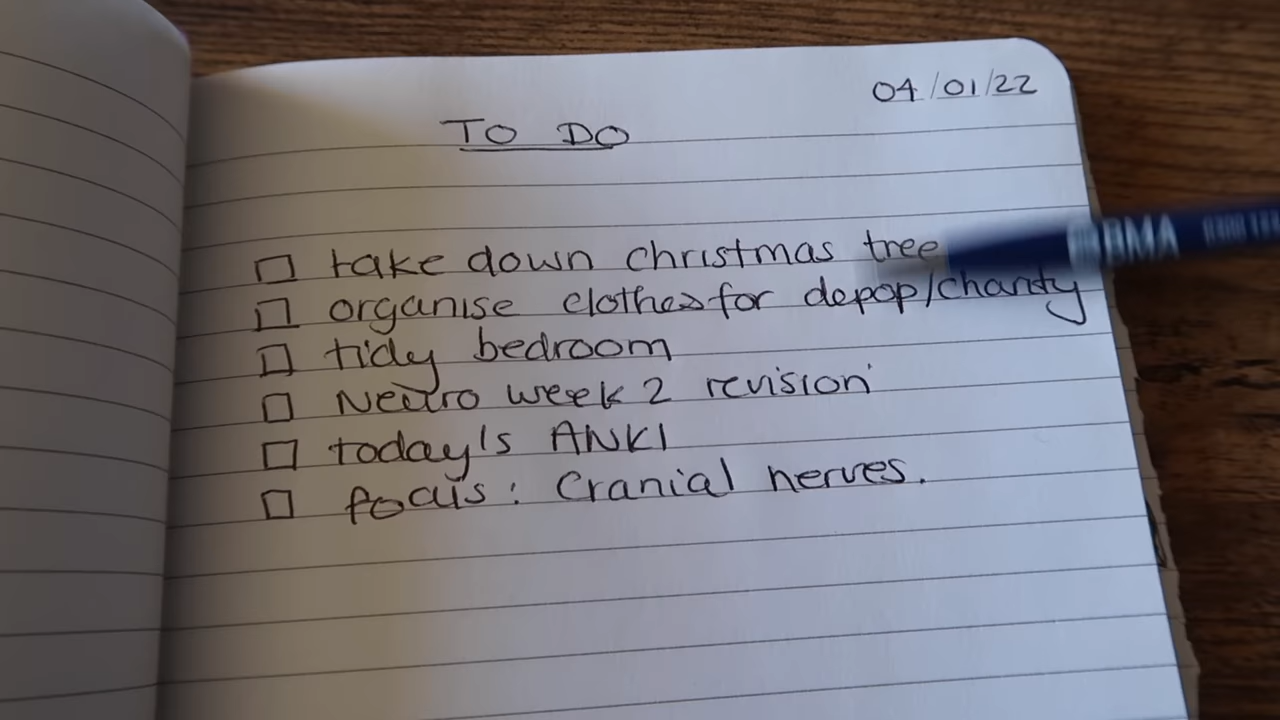 04/01/22
TO DO
take down christmas tree
organise clothes for depop/charity
tidy bedroom
Neuro week 2 revision
today's ANKI
focus: Cranial nerves.
BMA